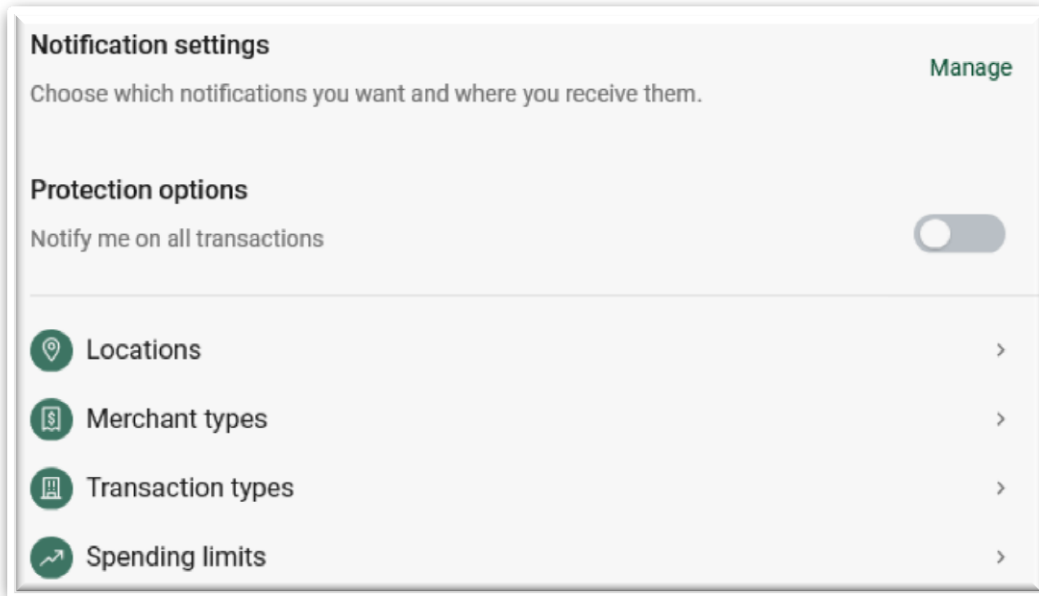 Notification settings
Manage
Choose which notifications you want and where you receive them.
Protection options
Notify me on all transactions
Locations
Merchant types
Transaction types
Spending limits